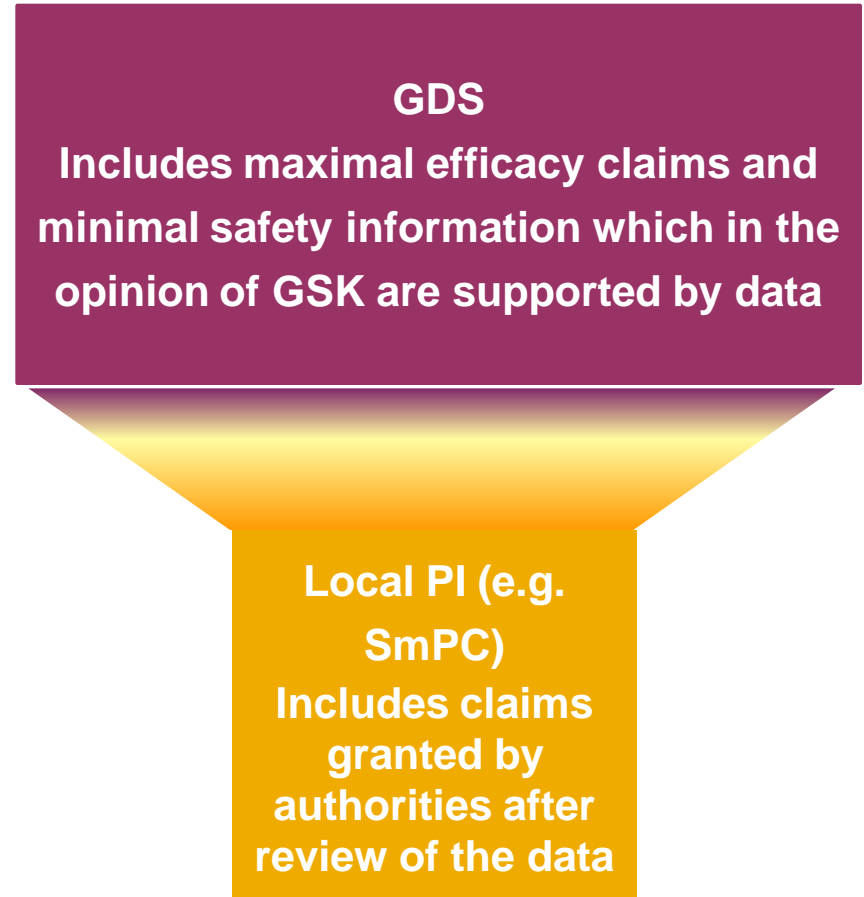 GDS
Includes maximal efficacy claims and
minimal safety information which in the
opinion of GSK are supported by data
Local PI (e.g.
SmPC)
Includes claims
granted by
authorities after
review of the data